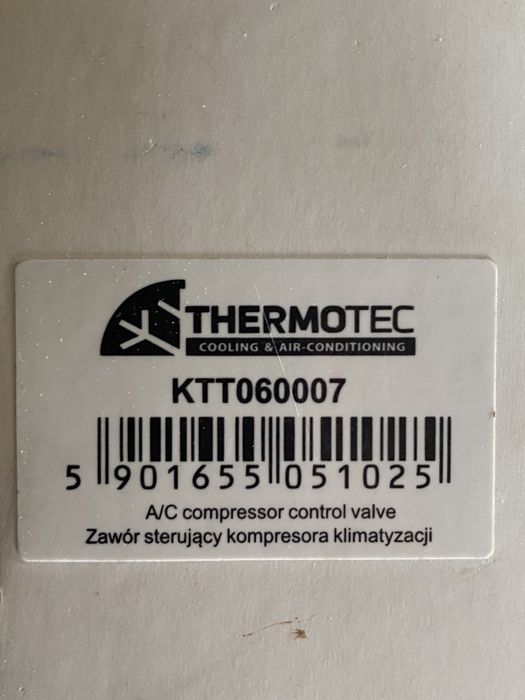 THERMOTEC
COOLING & AIR-CONDITIONING
KTT060007
5 901655 051025
A/C compressor control valve
Zawór sterujący kompresora klimatyzacji